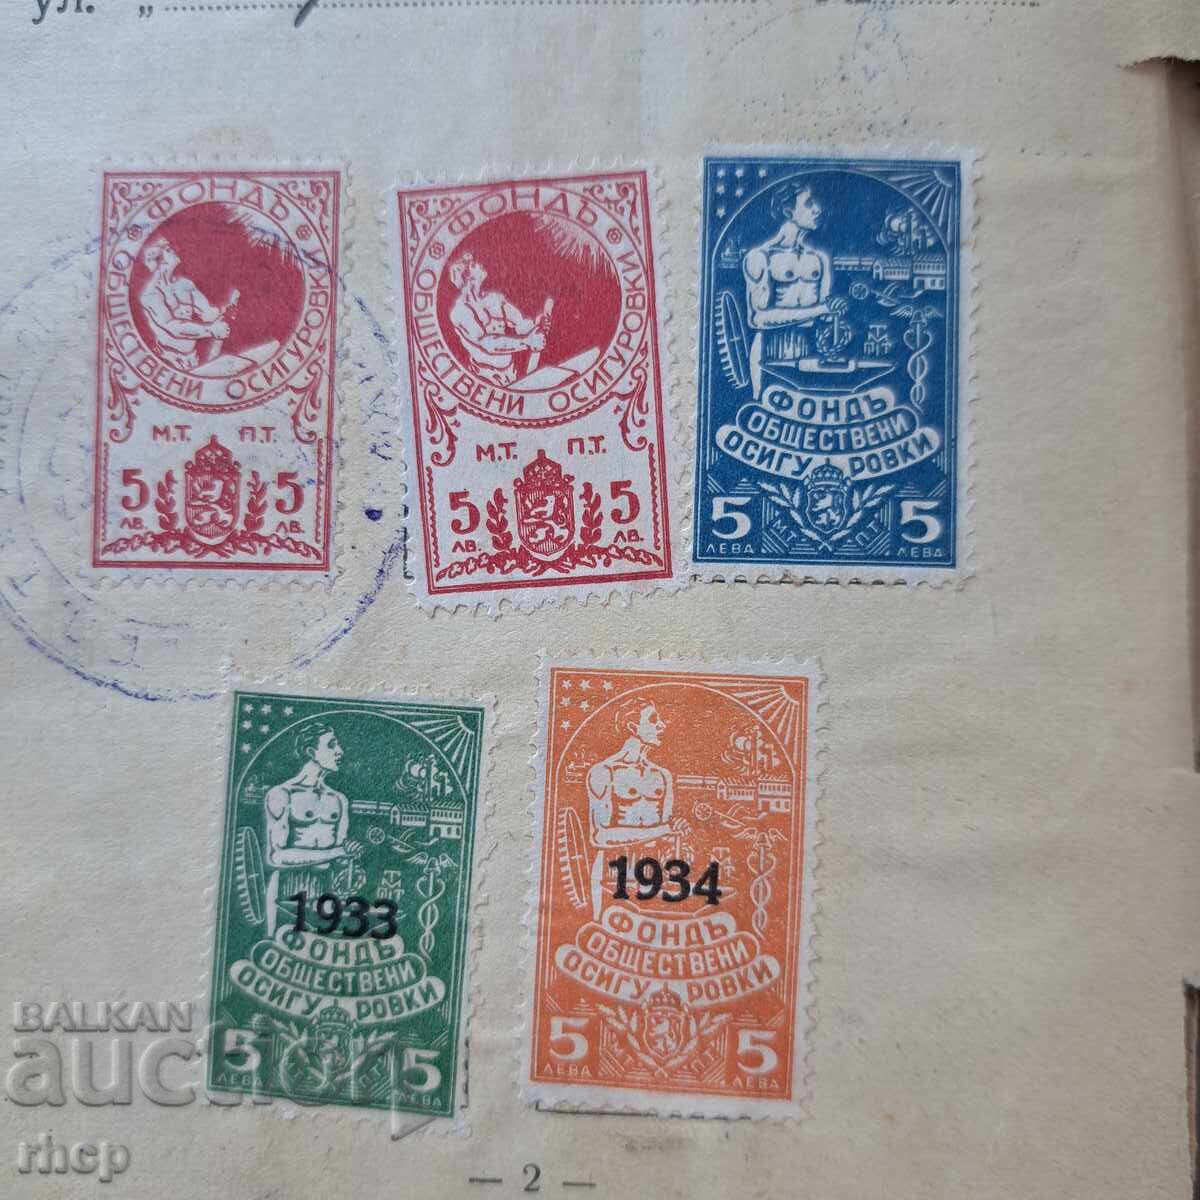 ул. "
ФОНДЪ
ОБЩЕСТВЕНИ ОСИГУРОВКИ
М.Т. П.Т.
5 5
ЛВ. ЛВ.
ФОНДЪ
ОБЩЕСТВЕНИ ОСИГУРОВКИ
М.Т. П.Т.
5 5
ЛВ. ЛВ.
ФОНДЪ
ОБЩЕСТВЕНИ
ОСИГУРОВКИ
5 5
ЛЕВА М.Т. П.Т. ЛЕВА
1933
ФОНДЪ
ОБЩЕСТВЕНИ
ОСИГУРОВКИ
5 5
ЛЕВА М.Т. П.Т. ЛЕВА
1934
ФОНДЪ
ОБЩЕСТВЕНИ
ОСИГУРОВКИ
5 5
ЛЕВА М.Т. П.Т. ЛЕВА
BALKAN
auction
rhcp
— 2 —